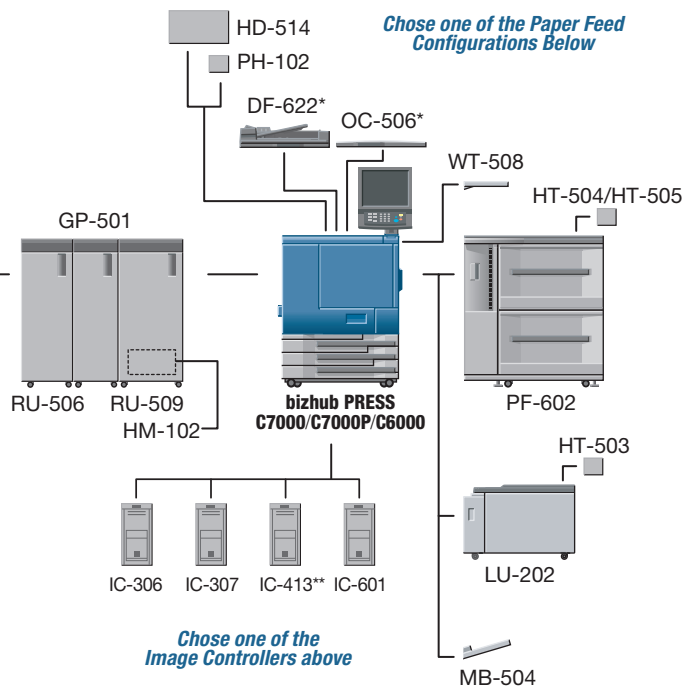 HD-514
Chose one of the Paper Feed
Configurations Below
PH-102
DF-622*
OC-506*
WT-508
HT-504/HT-505
GP-501
RU-506
RU-509
HM-102
bizhub PRESS
C7000/C7000P/C6000
PF-602
HT-503
IC-306
IC-307
IC-413**
IC-601
LU-202
Chose one of the
Image Controllers above
MB-504